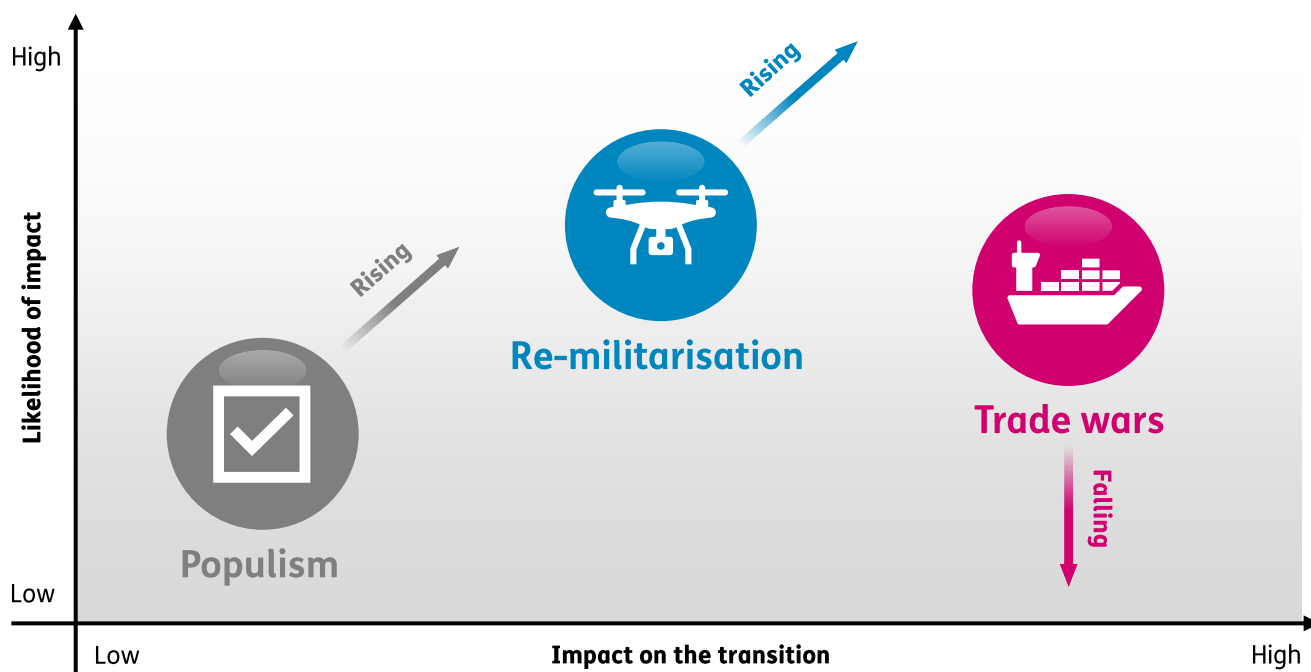 High
Rising
Likelihood of impact
Rising
Re-militarisation
Trade wars
Falling
Populism
Low
Low
Impact on the transition
High